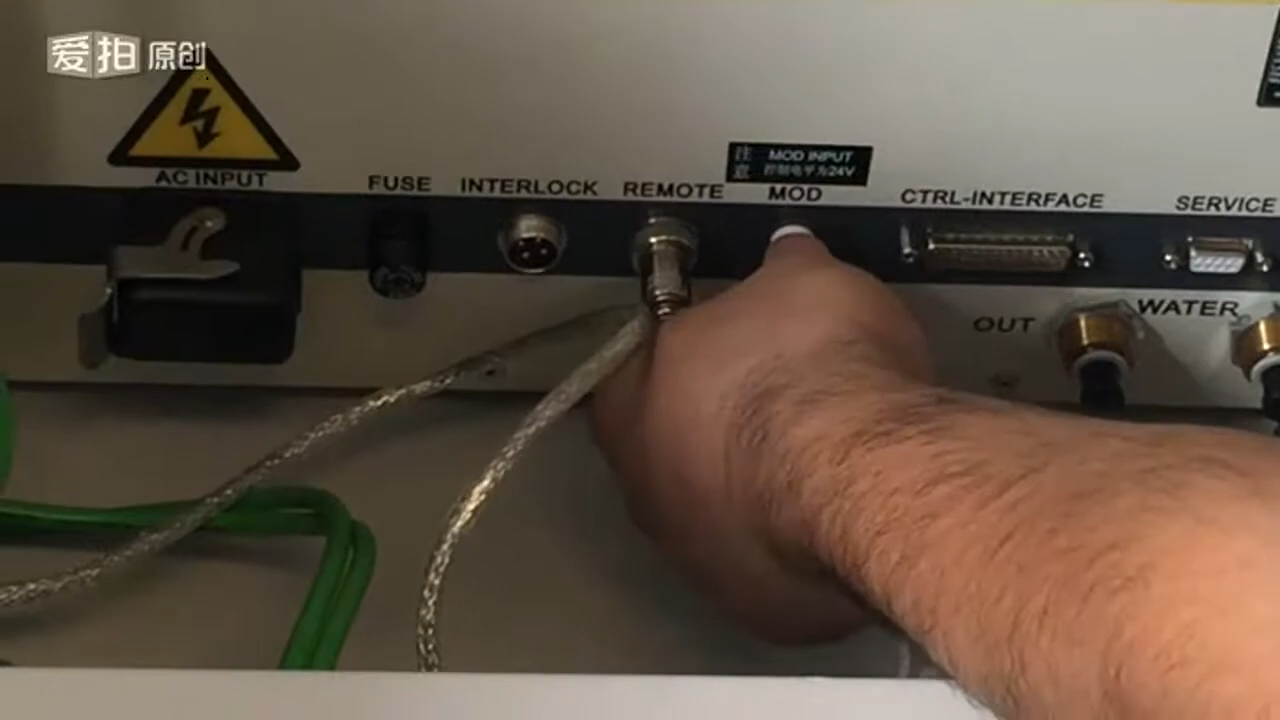 爱拍 原创
AC INPUT
FUSE
INTERLOCK
REMOTE
注意
MOD INPUT
控制电平为24V
MOD
CTRL-INTERFACE
SERVICE
OUT
WATER